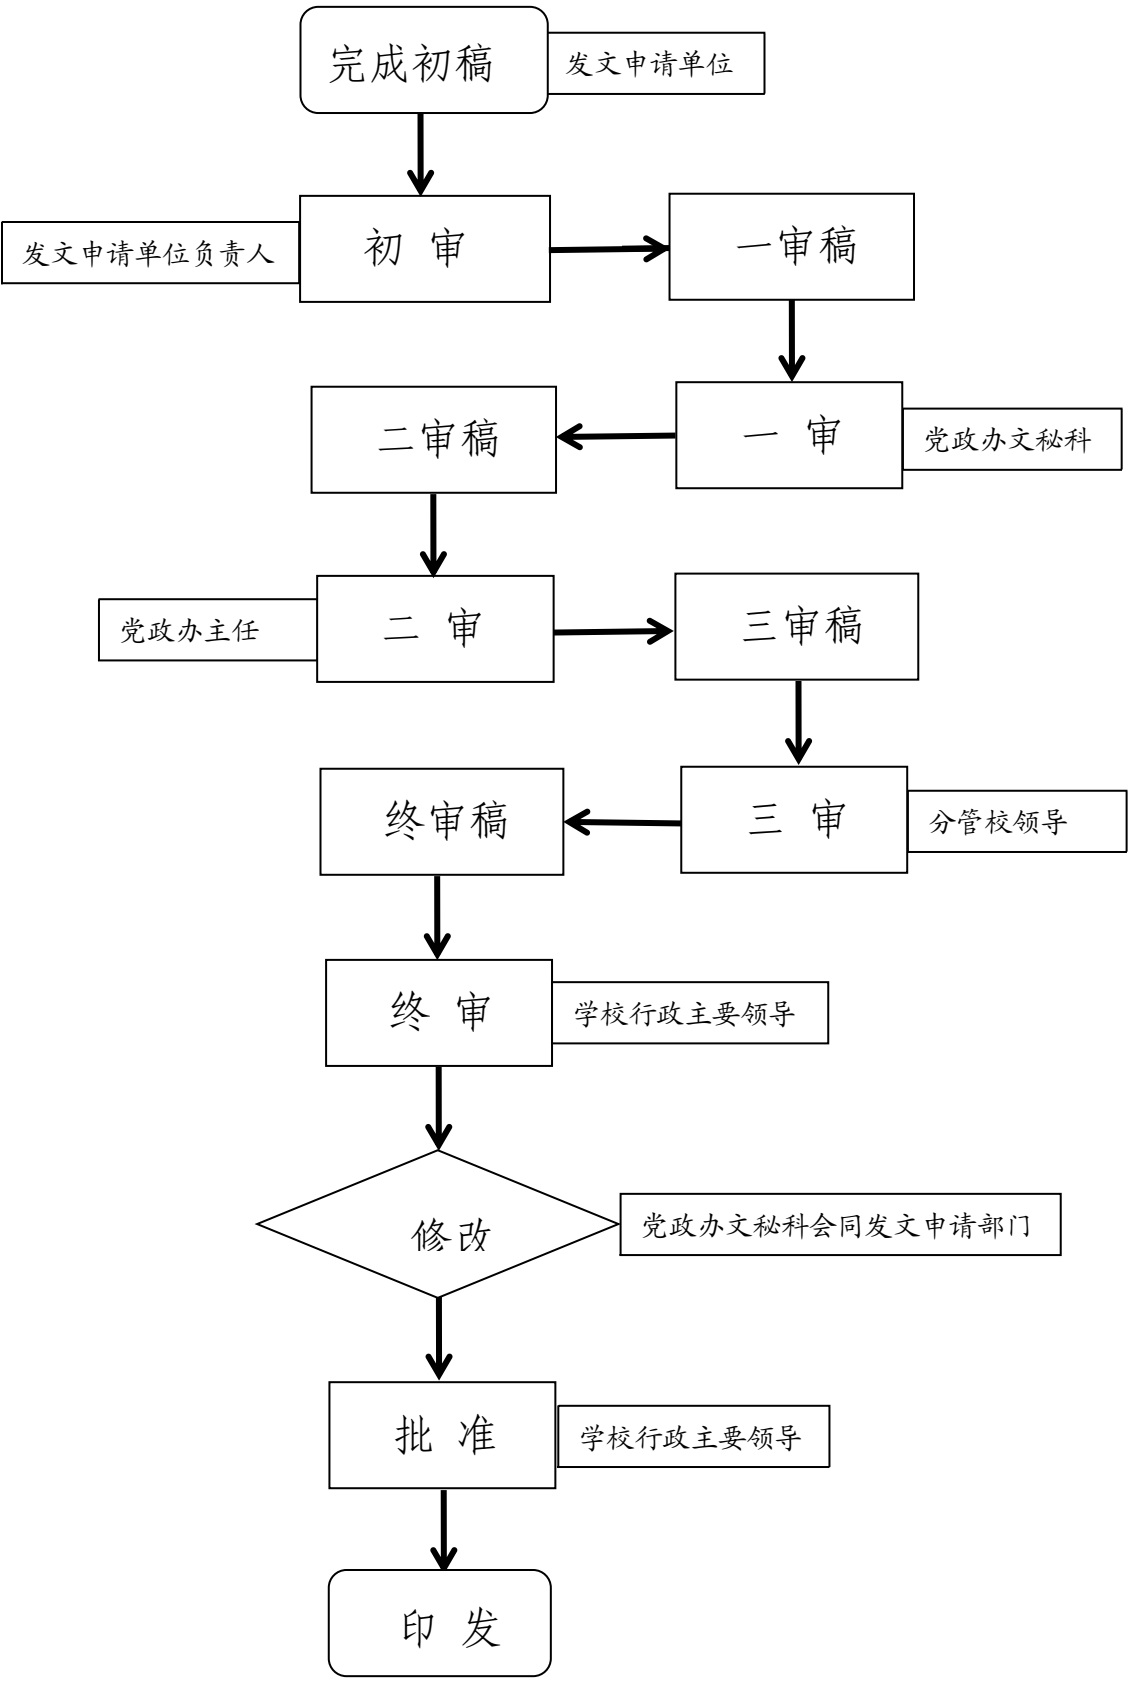 完成初稿
发文申请单位
发文申请单位负责人
初 审
一审稿
二审稿
一 审
党政办文秘科
党政办主任
二 审
三审稿
终审稿
三 审
分管校领导
终 审
学校行政主要领导
修改
党政办文秘科会同发文申请部门
批 准
学校行政主要领导
印 发